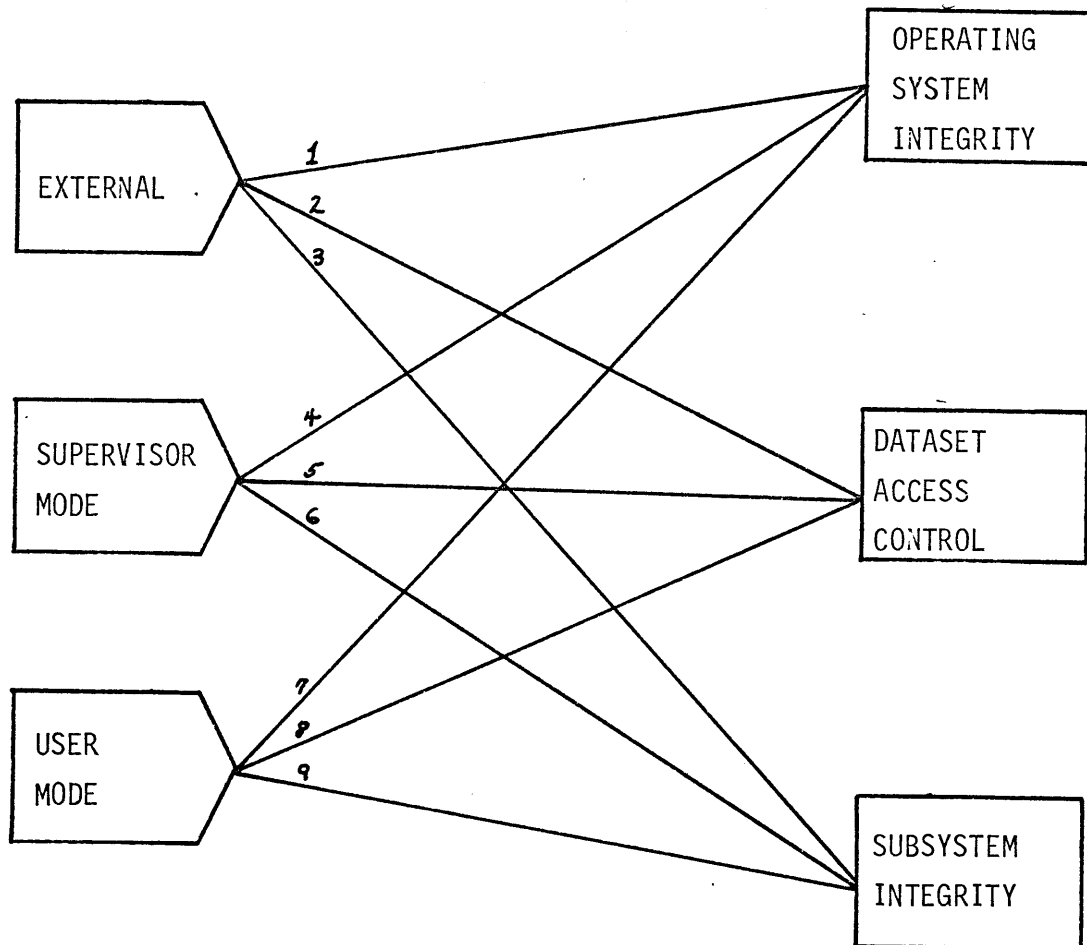 OPERATING
SYSTEM
INTEGRITY
EXTERNAL
1
2
3
SUPERVISOR
MODE
4
5
6
DATASET
ACCESS
CONTROL
USER
MODE
7
8
9
SUBSYSTEM
INTEGRITY